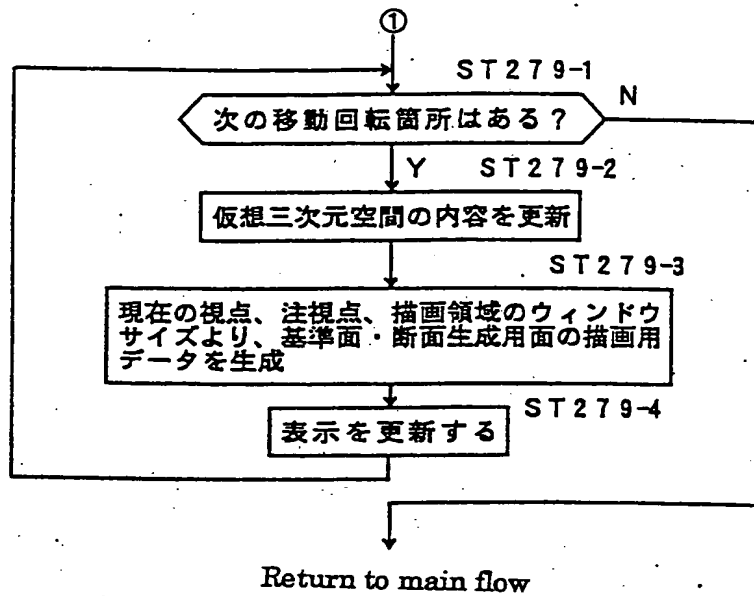 ①
ST279-1
次の移動回転箇所はある？
N
Y
ST279-2
仮想三次元空間の内容を更新
ST279-3
現在の視点、注視点、描画領域のウィンドウ
サイズより、基準面・断面生成用面の描画用
データを生成
ST279-4
表示を更新する
Return to main flow